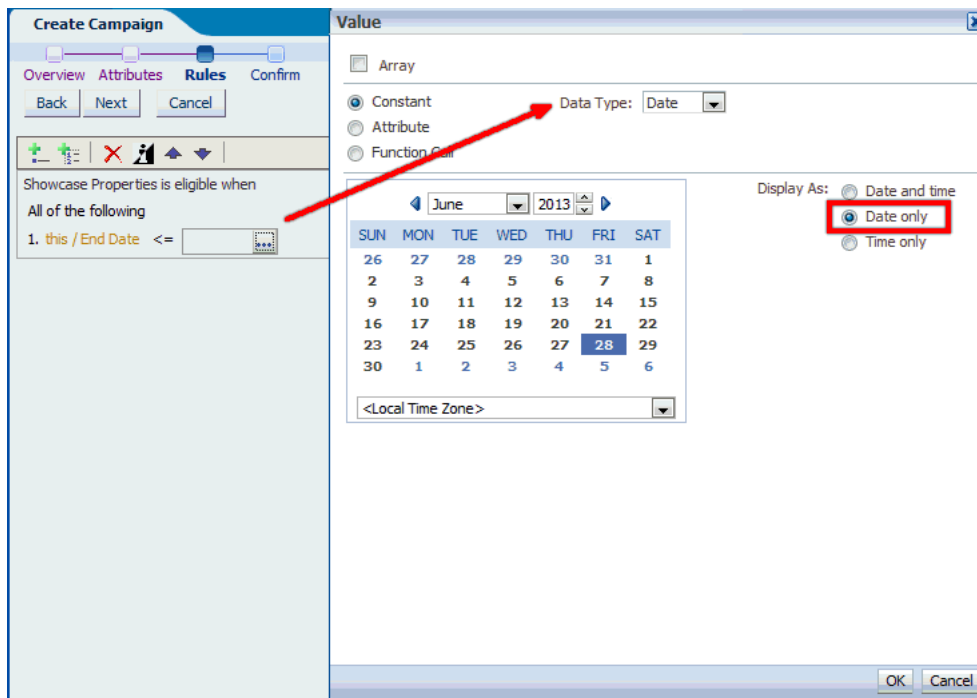 Create Campaign
Overview Attributes Rules Confirm
Back Next Cancel
Showcase Properties is eligible when
All of the following
1. this / End Date <= ...
Value
Array
Constant
Attribute
Function Call
Data Type: Date
June 2013
SUN MON TUE WED THU FRI SAT
26 27 28 29 30 31 1
2 3 4 5 6 7 8
9 10 11 12 13 14 15
16 17 18 19 20 21 22
23 24 25 26 27 28 29
30 1 2 3 4 5 6
<Local Time Zone>
Display As: Date and time
Date only
Time only
OK Cancel